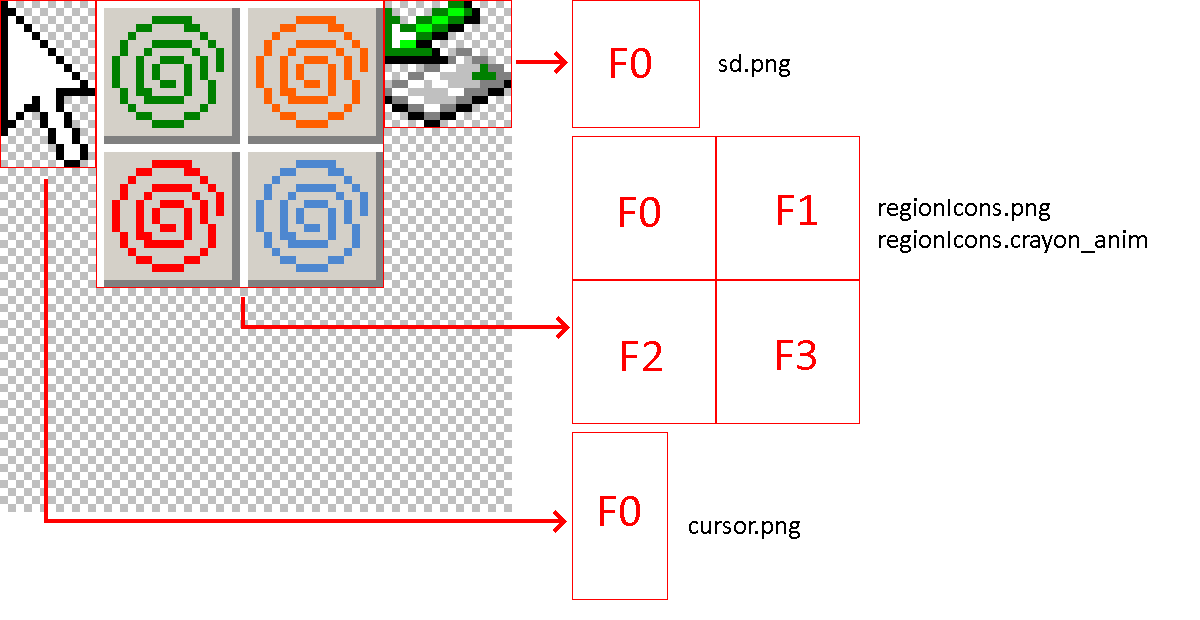 F0 sd.png
F0 F1 regionIcons.png
regionIcons.crayon_anim
F2 F3
F0 cursor.png